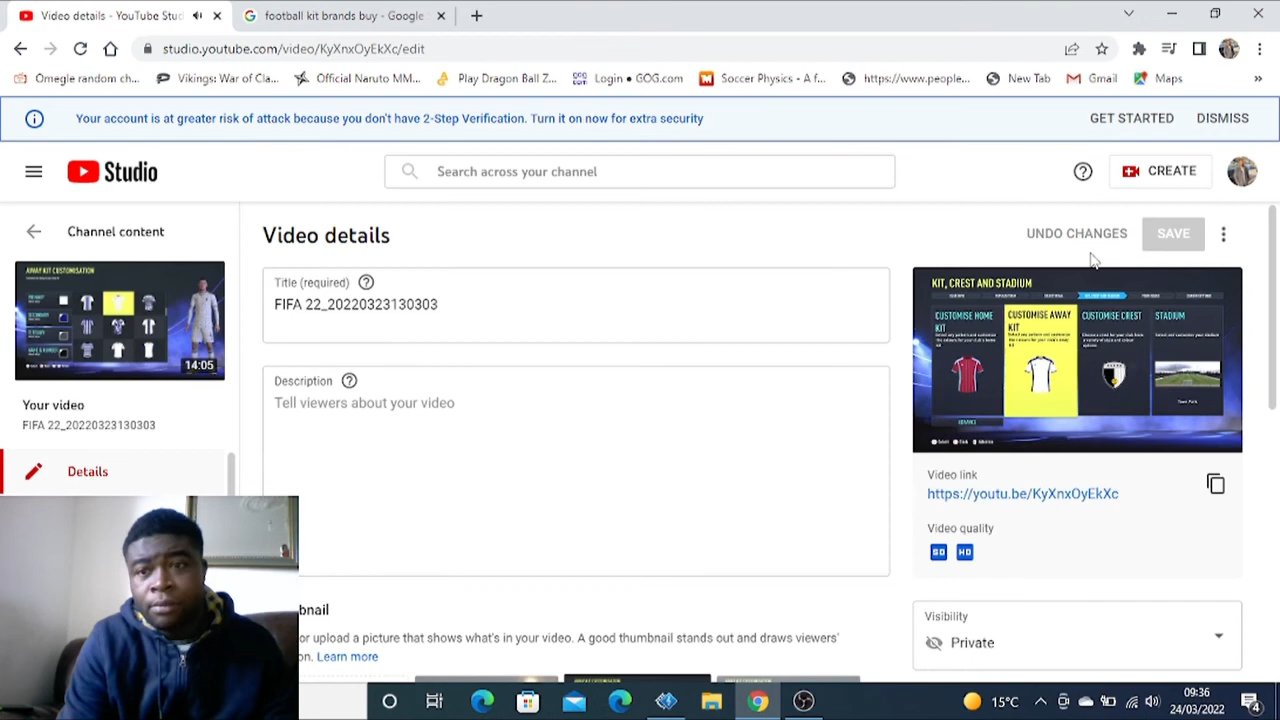 Video details - YouTube Stud
football kit brands buy - Google
studio.youtube.com/video/KyXnxOyEkXc/edit
Omegle random ch...
Vikings: War of Cla...
Official Naruto MM...
Play Dragon Ball Z...
Login • GOG.com
Soccer Physics - A f...
https://www.people...
New Tab
Gmail
Maps
»
Your account is at greater risk of attack because you don't have 2-Step Verification. Turn it on now for extra security
GET STARTED
DISMISS
Studio
Search across your channel
CREATE
Channel content
Video details
UNDO CHANGES
SAVE
AWAY KIT CUSTOMISATION
14:05
Your video
FIFA 22_20220323130303
Details
Title (required)
FIFA 22_20220323130303
Description
Tell viewers about your video
KIT, CREST AND STADIUM
CUSTOMISE HOME KIT
CUSTOMISE AWAY KIT
CUSTOMISE CREST
STADIUM
Video link
https://youtu.be/KyXnxOyEkXc
Video quality
SD HD
Visibility
Private
bnail
or upload a picture that shows what's in your video. A good thumbnail stands out and draws viewers'
on. Learn more
15°C
09:36
24/03/2022
4